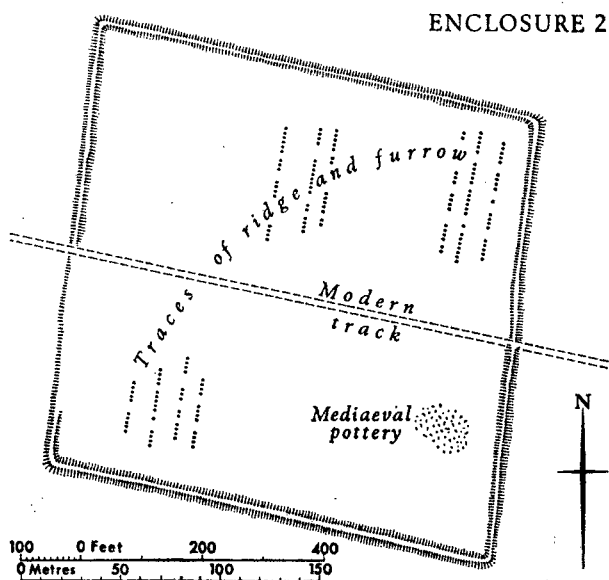 ENCLOSURE 2
Traces of ridge and furrow
Modern
track
Mediaeval
pottery
N
100 0 Feet 200 400
0 Metres 50 100 150